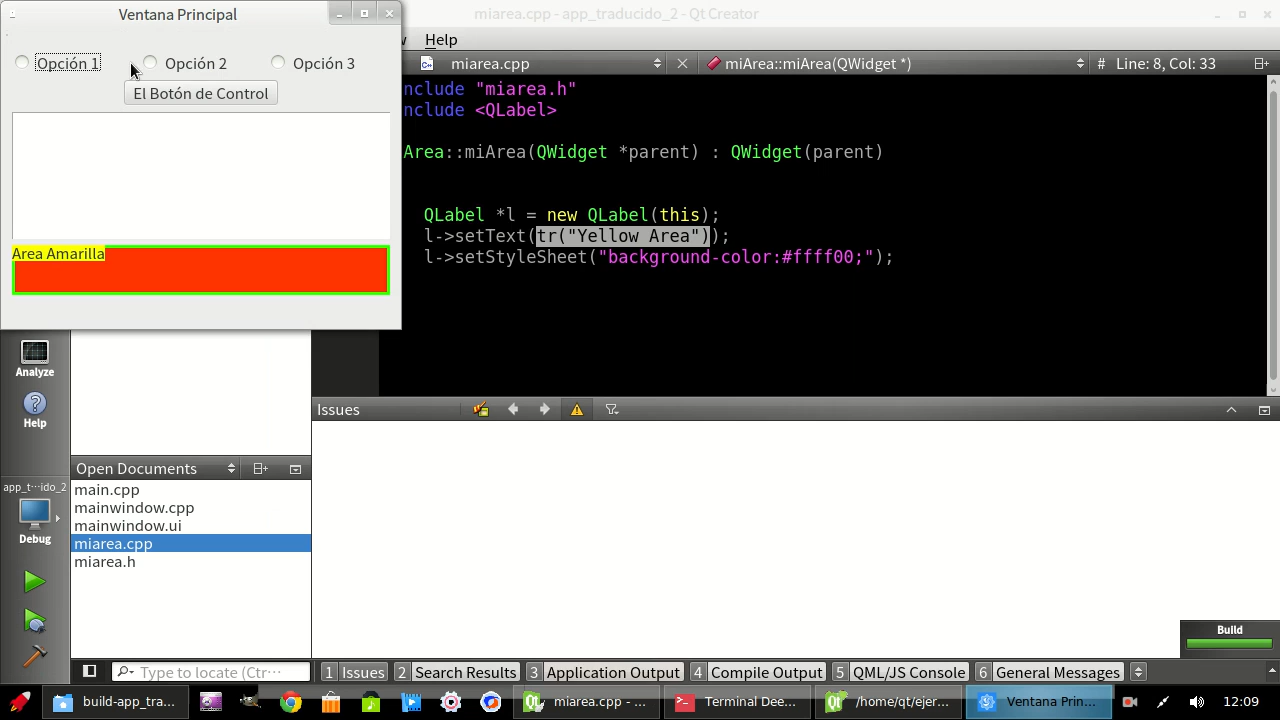 Ventana Principal
miarea.cpp - app_traducido_2 - Qt Creator
Help
Opción 1
Opción 2
Opción 3
El Botón de Control
Area Amarilla
miarea.cpp
miArea::miArea(QWidget *)
# Line: 8, Col: 33
nclude "miarea.h"
nclude <QLabel>
Area::miArea(QWidget *parent) : QWidget(parent)
QLabel *l = new QLabel(this);
l->setText(tr("Yellow Area"));
l->setStyleSheet("background-color:#ffff00;");
Analyze
Help
Issues
Open Documents
main.cpp
mainwindow.cpp
mainwindow.ui
miarea.cpp
miarea.h
app_t···ido_2
Debug
Build
Type to locate (Ctr···
1 Issues
2 Search Results
3 Application Output
4 Compile Output
5 QML/JS Console
6 General Messages
build-app_tra...
miarea.cpp - ...
Terminal Dee...
/home/qt/ejer...
Ventana Prin...
12:09